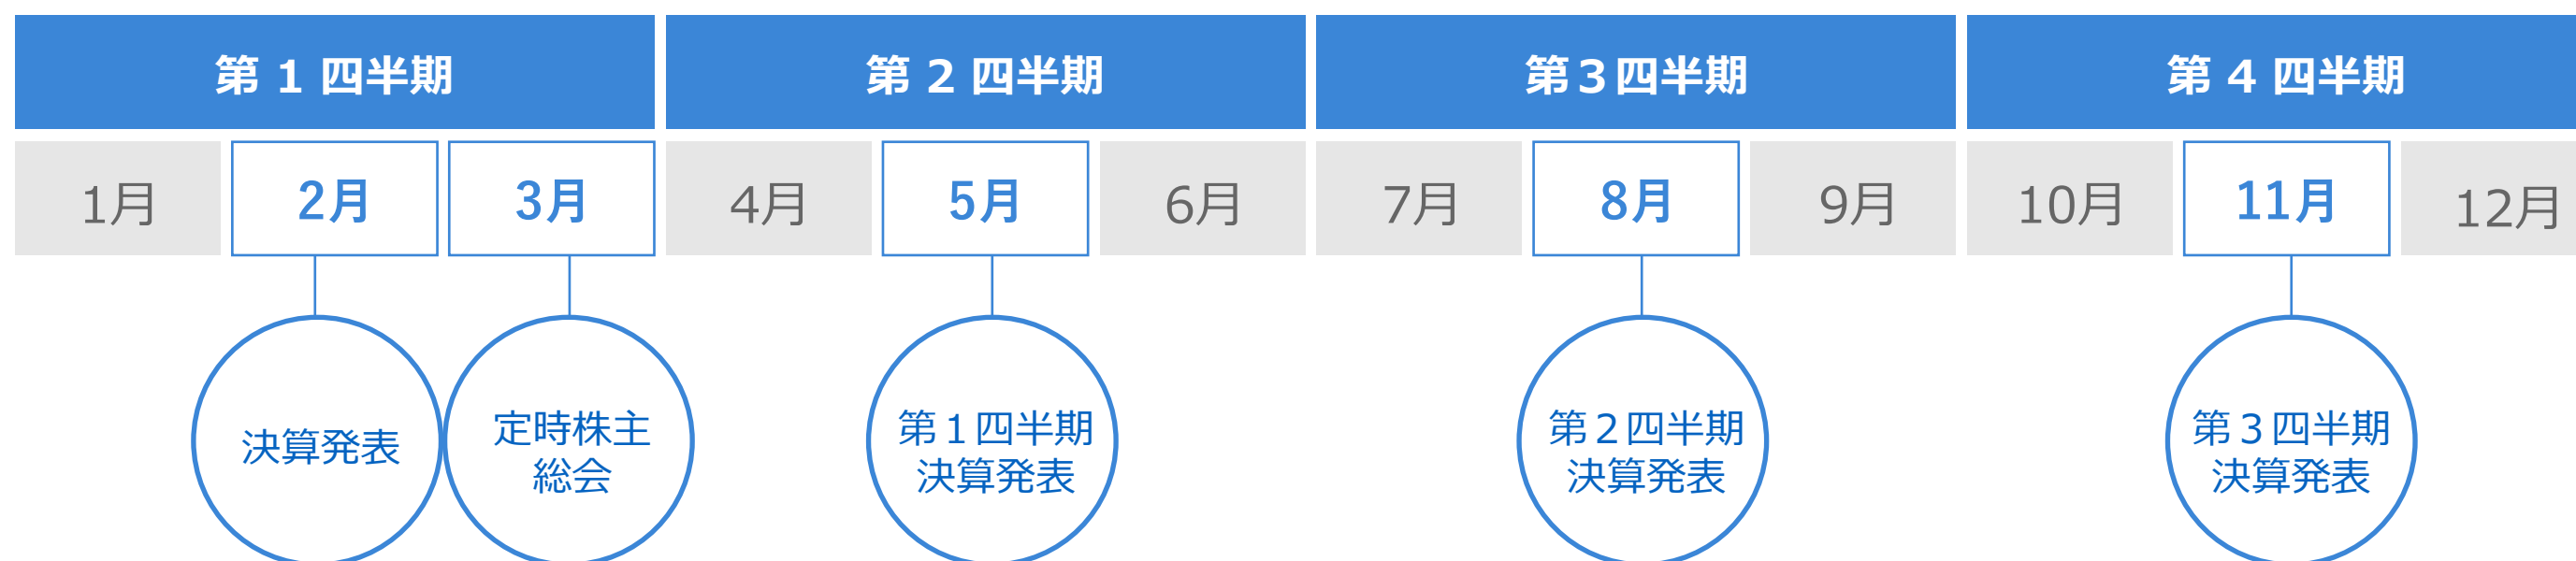 第 1 四半期
第 2 四半期
第３四半期
第 4 四半期
1月
2月
3月
4月
5月
6月
7月
8月
9月
10月
11月
12月
決算発表
定時株主
総会
第１四半期
決算発表
第２四半期
決算発表
第３四半期
決算発表